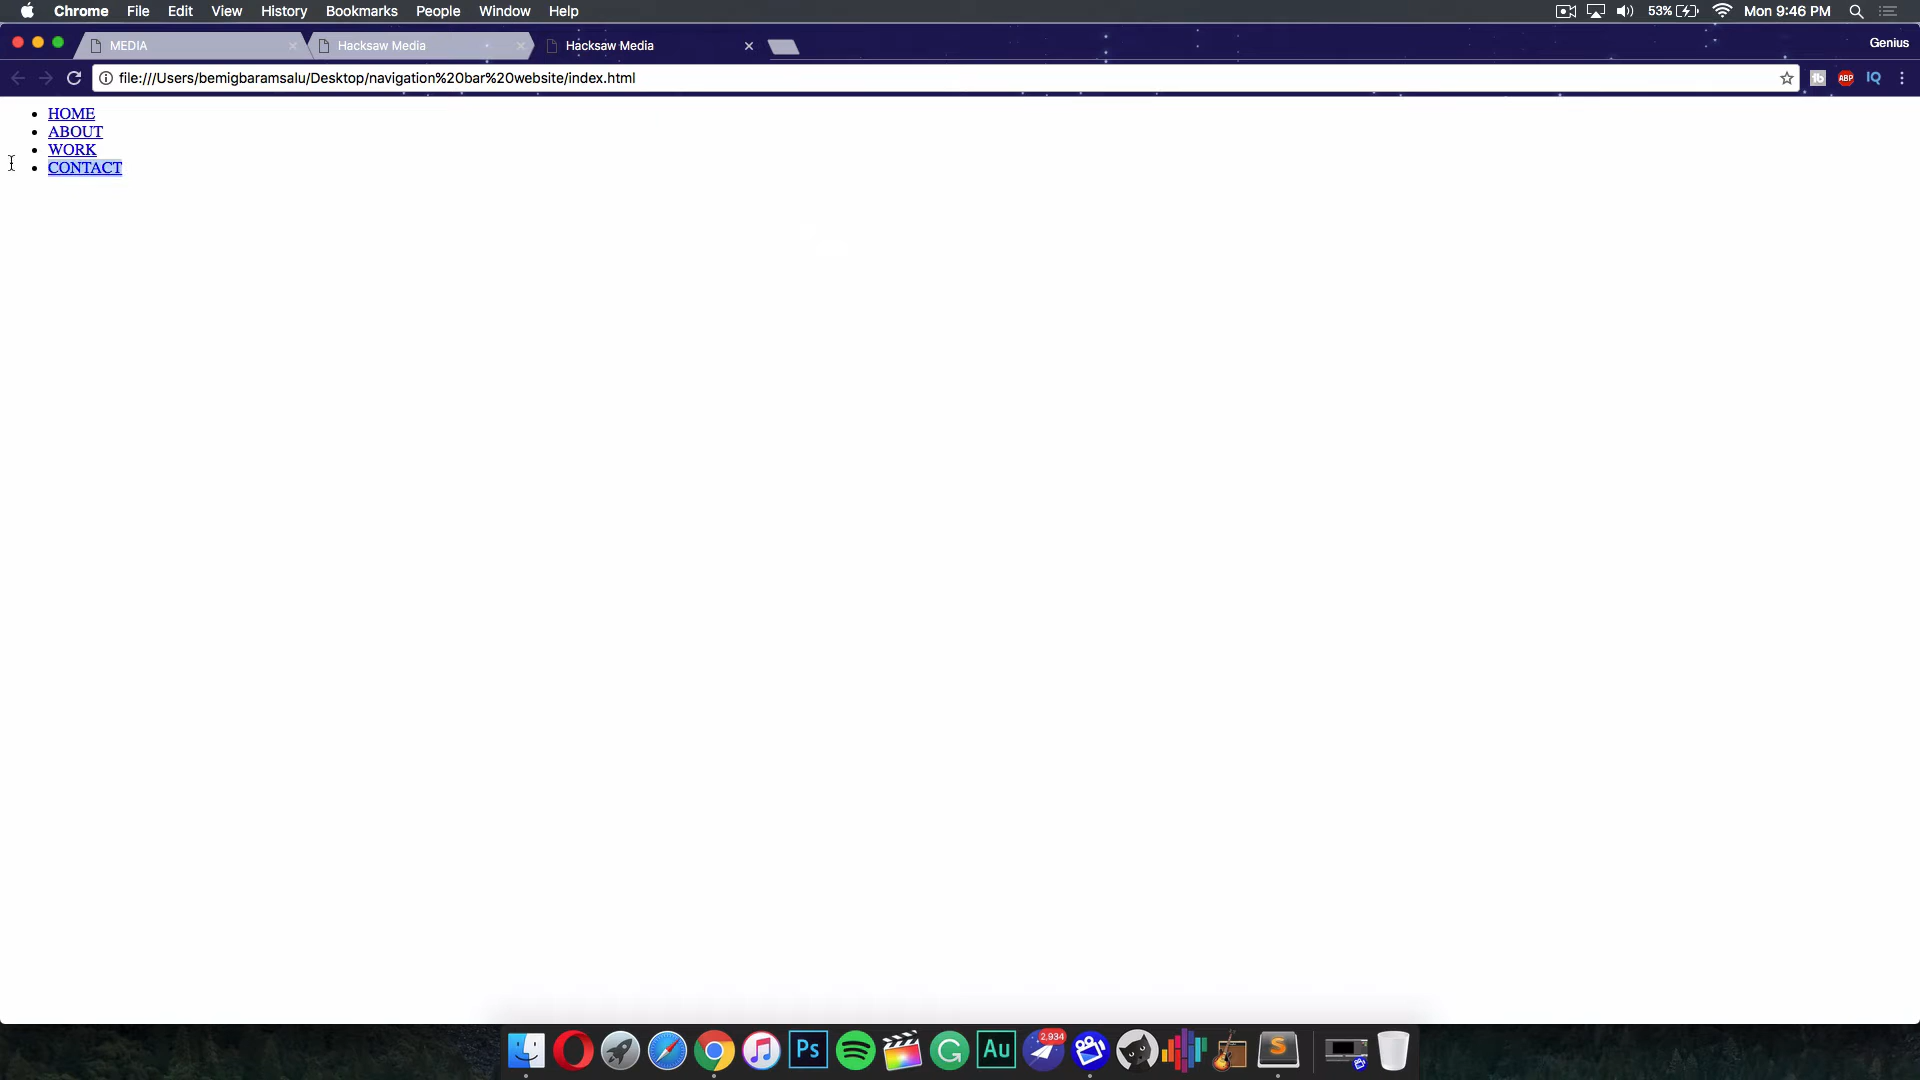 Chrome File Edit View History Bookmarks People Window Help 53% Mon 9:46 PM
MEDIA Hacksaw Media Hacksaw Media Genius
file:///Users/bemigbaramsalu/Desktop/navigation%20bar%20website/index.html tb ABP IQ
HOME
ABOUT
WORK
CONTACT
Ps G Au 2,934 S